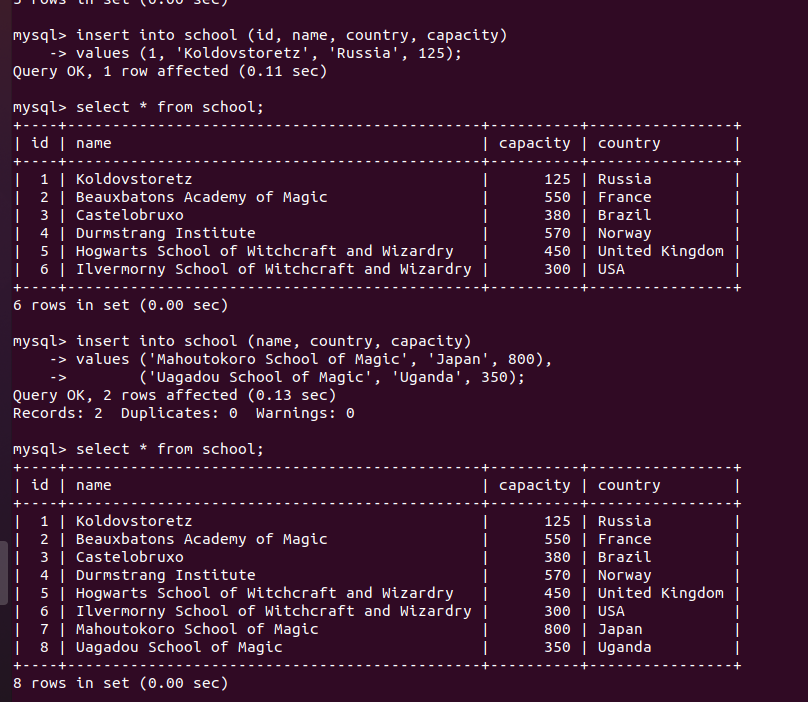 5 rows in set (0.00 sec)
mysql> insert into school (id, name, country, capacity)
    -> values (1, 'Koldovstoretz', 'Russia', 125);
Query OK, 1 row affected (0.11 sec)
mysql> select * from school;
+----+--------------------------------------------+----------+----------------+
| id | name                                       | capacity | country        |
+----+--------------------------------------------+----------+----------------+
|  1 | Koldovstoretz                              |      125 | Russia         |
|  2 | Beauxbatons Academy of Magic               |      550 | France         |
|  3 | Castelobruxo                               |      380 | Brazil         |
|  4 | Durmstrang Institute                       |      570 | Norway         |
|  5 | Hogwarts School of Witchcraft and Wizardry   |      450 | United Kingdom |
|  6 | Ilvermorny School of Witchcraft and Wizardry |      300 | USA            |
+----+--------------------------------------------+----------+----------------+
6 rows in set (0.00 sec)
mysql> insert into school (name, country, capacity)
    -> values ('Mahoutokoro School of Magic', 'Japan', 800),
    ->        ('Uagadou School of Magic', 'Uganda', 350);
Query OK, 2 rows affected (0.13 sec)
Records: 2  Duplicates: 0  Warnings: 0
mysql> select * from school;
+----+--------------------------------------------+----------+----------------+
| id | name                                       | capacity | country        |
+----+--------------------------------------------+----------+----------------+
|  1 | Koldovstoretz                              |      125 | Russia         |
|  2 | Beauxbatons Academy of Magic               |      550 | France         |
|  3 | Castelobruxo                               |      380 | Brazil         |
|  4 | Durmstrang Institute                       |      570 | Norway         |
|  5 | Hogwarts School of Witchcraft and Wizardry   |      450 | United Kingdom |
|  6 | Ilvermorny School of Witchcraft and Wizardry |      300 | USA            |
|  7 | Mahoutokoro School of Magic                |      800 | Japan          |
|  8 | Uagadou School of Magic                    |      350 | Uganda         |
+----+--------------------------------------------+----------+----------------+
8 rows in set (0.00 sec)